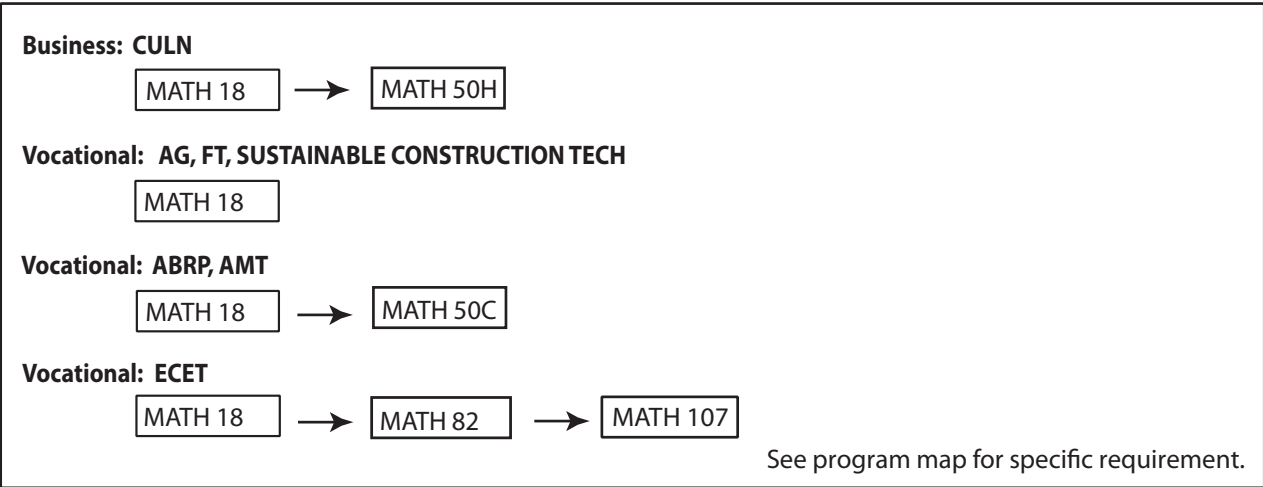 Business: CULN
MATH 18 MATH 50H
Vocational: AG, FT, SUSTAINABLE CONSTRUCTION TECH
MATH 18
Vocational: ABRP, AMT
MATH 18 MATH 50C
Vocational: ECET
MATH 18 MATH 82 MATH 107
See program map for specific requirement.